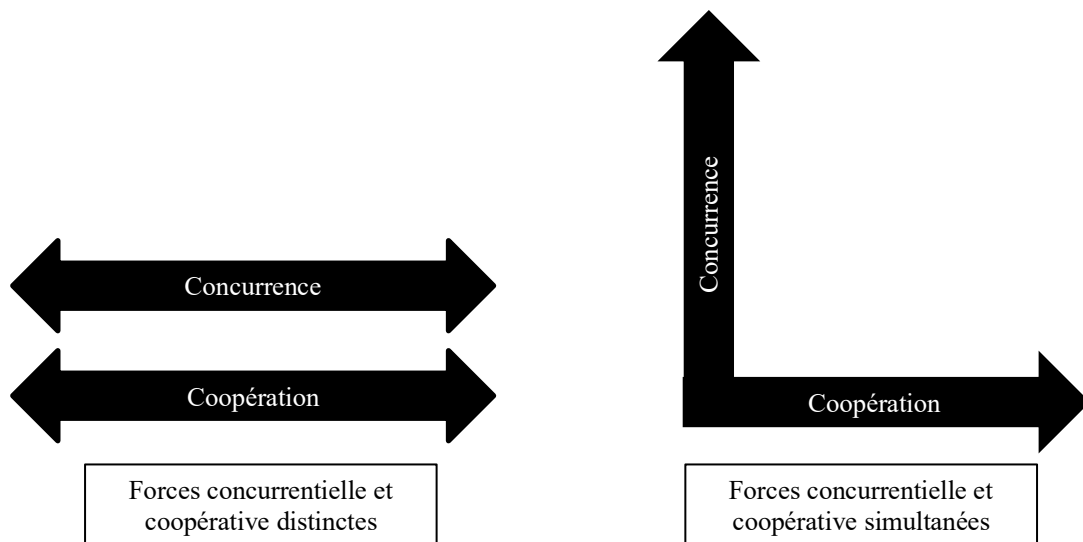 Concurrence
Coopération
Forces concurrentielle et
coopérative distinctes
Concurrence
Coopération
Forces concurrentielle et
coopérative simultanées